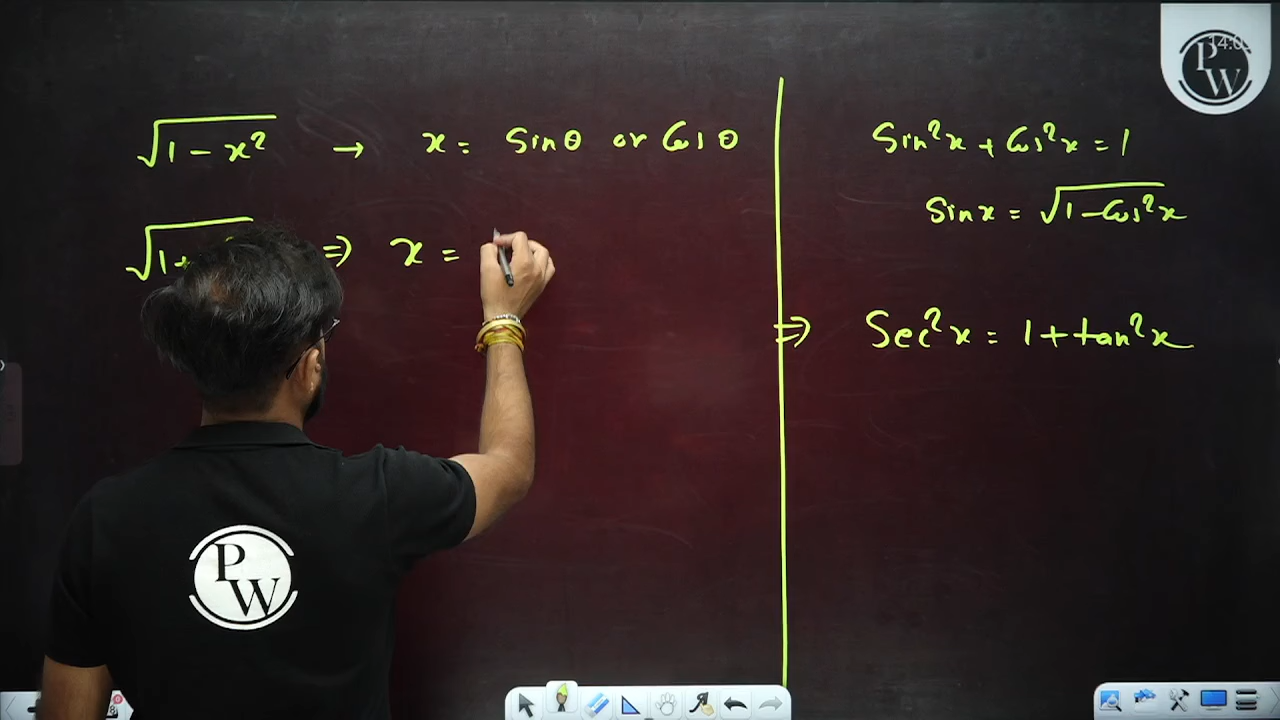 √1 - x² → x = Sinθ or Cosθ
√1+ ⇒ x =
Sin²x + Cos²x = 1
Sinx = √1-Cos²x
⇒ Sec²x = 1+tan²x
PW
PW